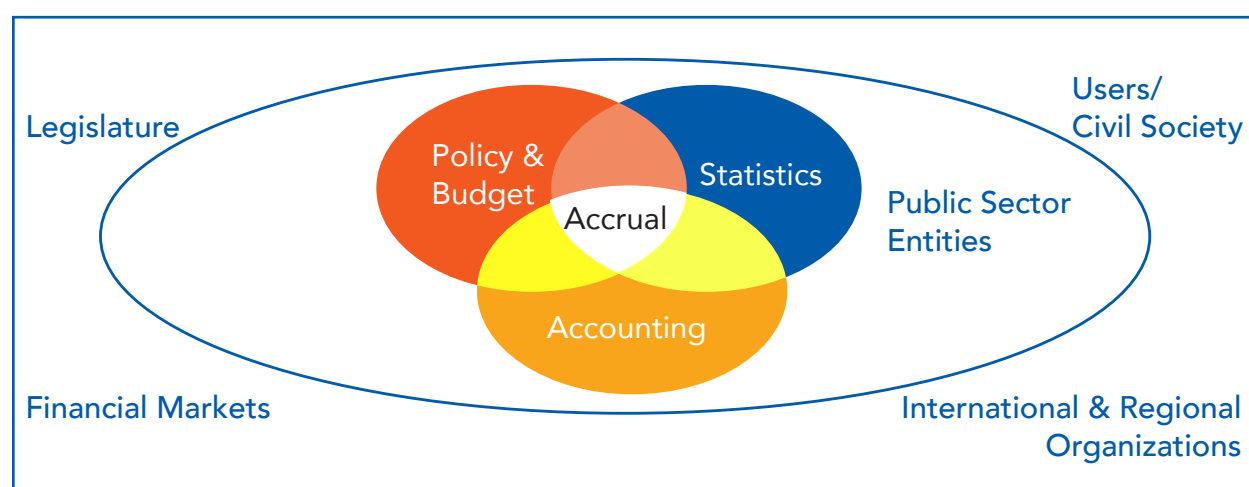 Legislature
Users/
Civil Society
Policy &
Budget
Statistics
Accrual
Public Sector
Entities
Accounting
Financial Markets
International & Regional
Organizations